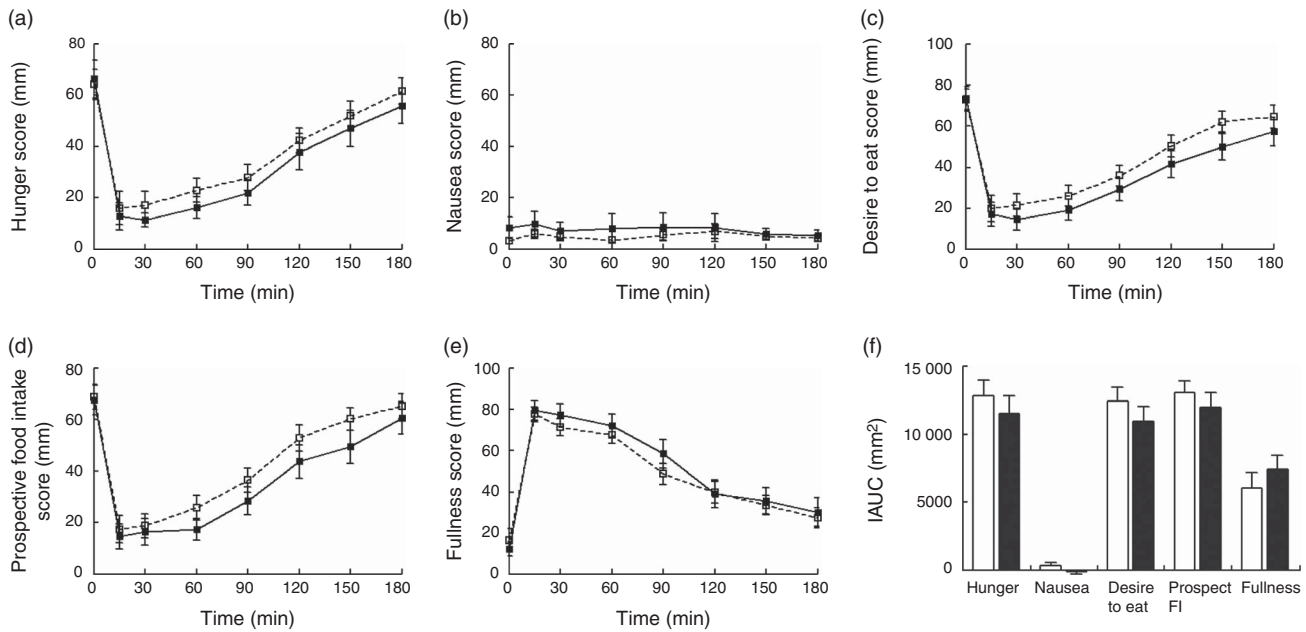 (a)
Hunger score (mm)
80
60
40
20
0
0 30 60 90 120 150 180
Time (min)
(b)
Nausea score (mm)
80
60
40
20
0
0 30 60 90 120 150 180
Time (min)
(c)
Desire to eat score (mm)
100
80
60
40
20
0
0 30 60 90 120 150 180
Time (min)
(d)
Prospective food intake
score (mm)
80
60
40
20
0
0 30 60 90 120 150 180
Time (min)
(e)
Fullness score (mm)
100
80
60
40
20
0
0 30 60 90 120 150 180
Time (min)
(f)
IAUC (mm²)
15 000
10 000
5000
0
Hunger Nausea Desire Prospect Fullness
to eat FI